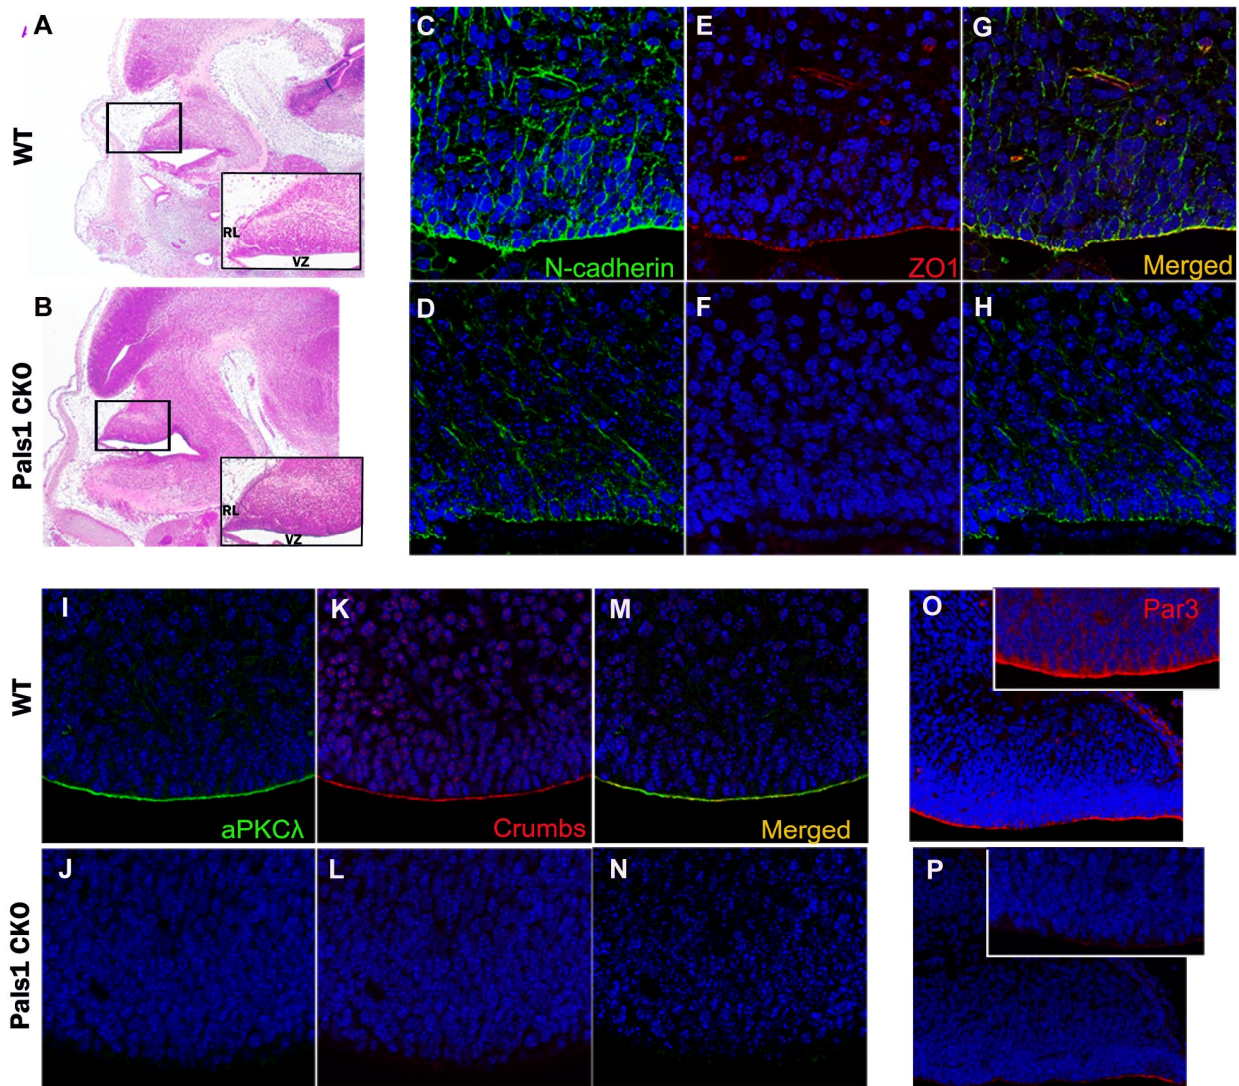 A
WT
RL
VZ
B
Pals1 CKO
RL
VZ
C
N-cadherin
E
ZO1
G
Merged
D
F
H
WT
I
aPKCλ
K
Crumbs
M
Merged
O
Par3
Pals1 CKO
J
L
N
P